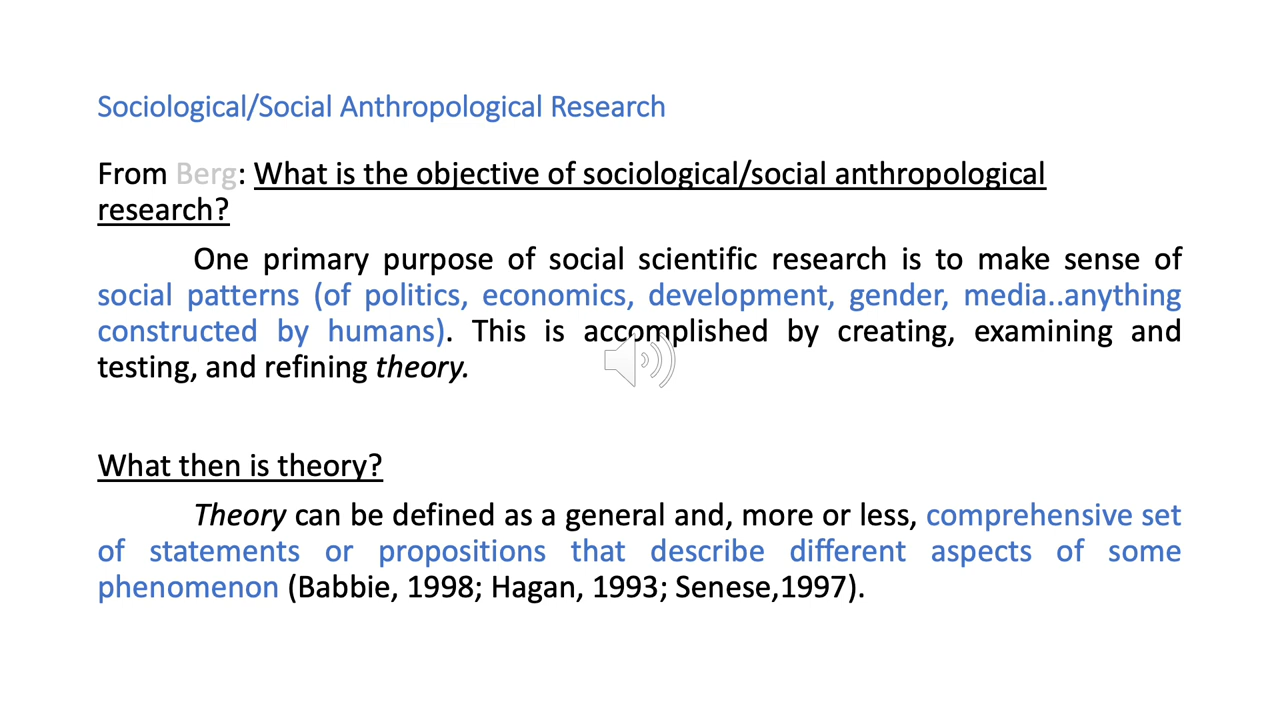 Sociological/Social Anthropological Research
From Berg: What is the objective of sociological/social anthropological
research?
One primary purpose of social scientific research is to make sense of
social patterns (of politics, economics, development, gender, media..anything
constructed by humans). This is accomplished by creating, examining and
testing, and refining theory.
What then is theory?
Theory can be defined as a general and, more or less, comprehensive set
of statements or propositions that describe different aspects of some
phenomenon (Babbie, 1998; Hagan, 1993; Senese,1997).